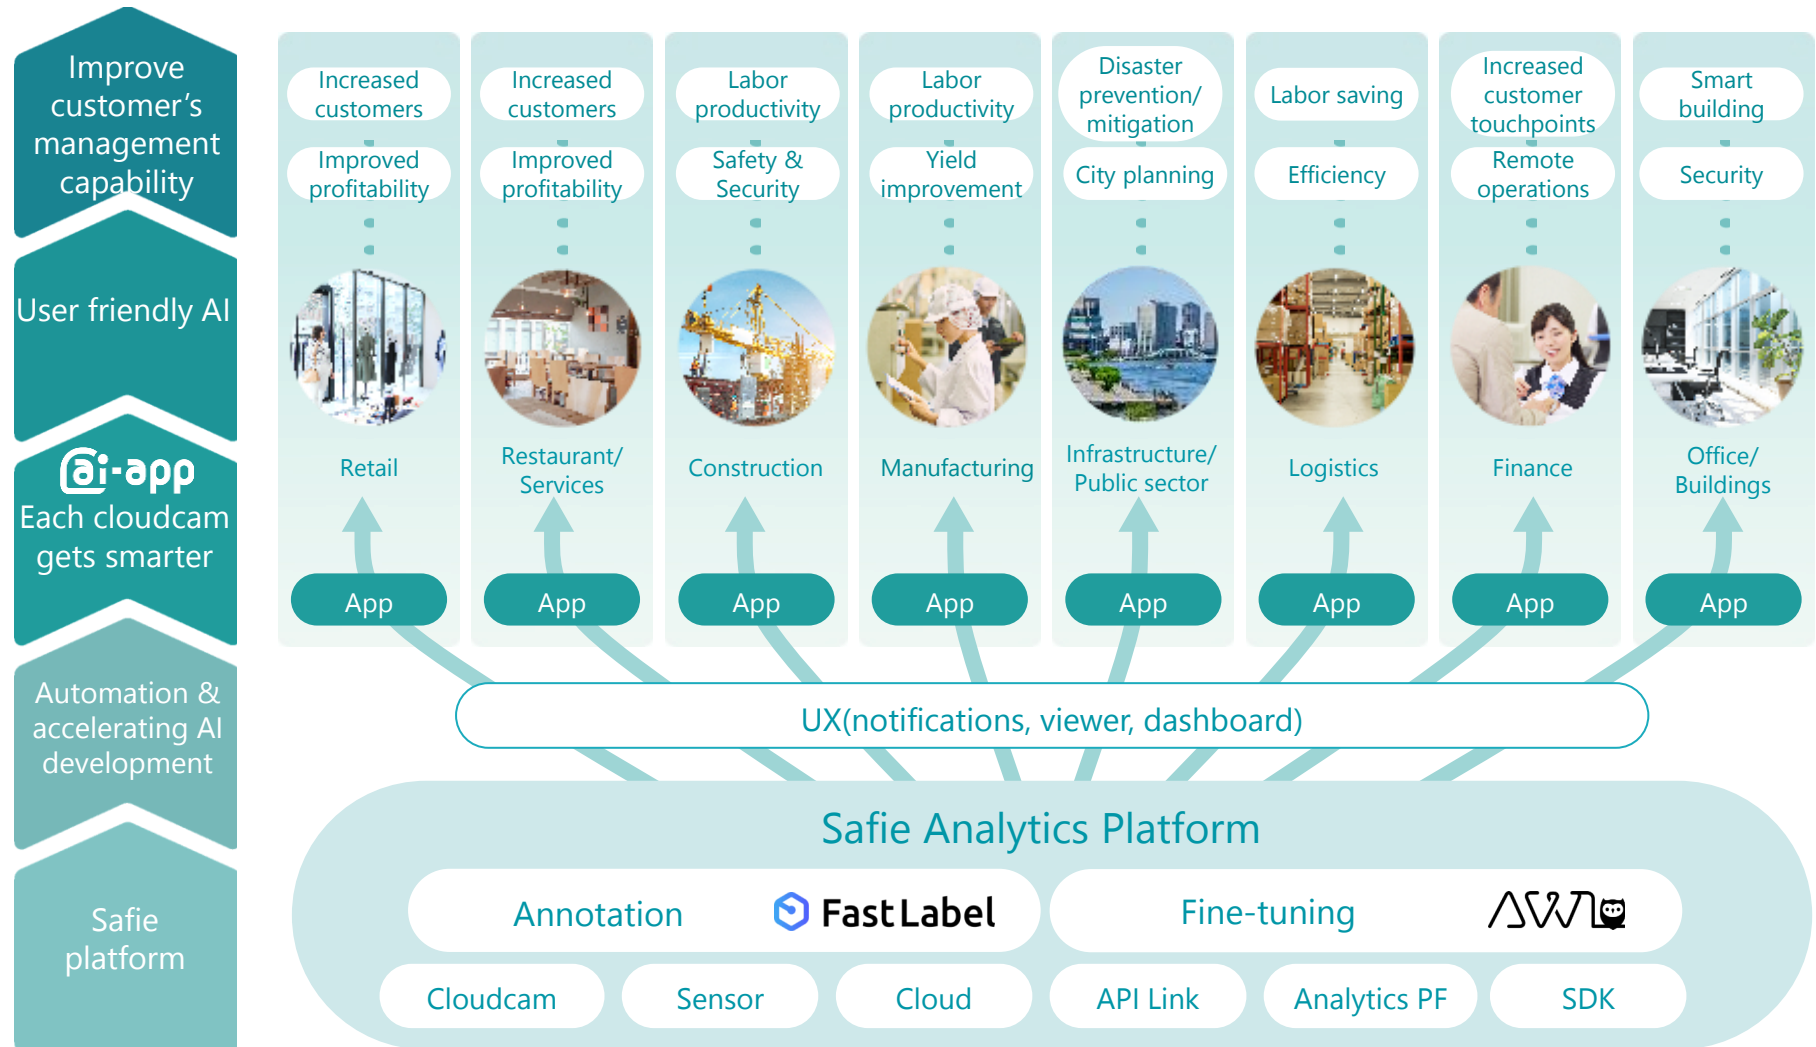 Improve
customer's
management
capability
User friendly AI
ai-app
Each cloudcam
gets smarter
Automation &
accelerating AI
development
Safie
platform
Increased
customers
Improved
profitability
Retail
App
Increased
customers
Improved
profitability
Restaurant/
Services
App
Labor
productivity
Safety &
Security
Construction
App
Labor
productivity
Yield
improvement
Manufacturing
App
Disaster
prevention/
mitigation
City planning
Infrastructure/
Public sector
App
Labor saving
Efficiency
Logistics
App
Increased
customer
touchpoints
Remote
operations
Finance
App
Smart
building
Security
Office/
Buildings
App
UX(notifications, viewer, dashboard)
Safie Analytics Platform
Annotation
FastLabel
Fine-tuning
AWL
Cloudcam
Sensor
Cloud
API Link
Analytics PF
SDK